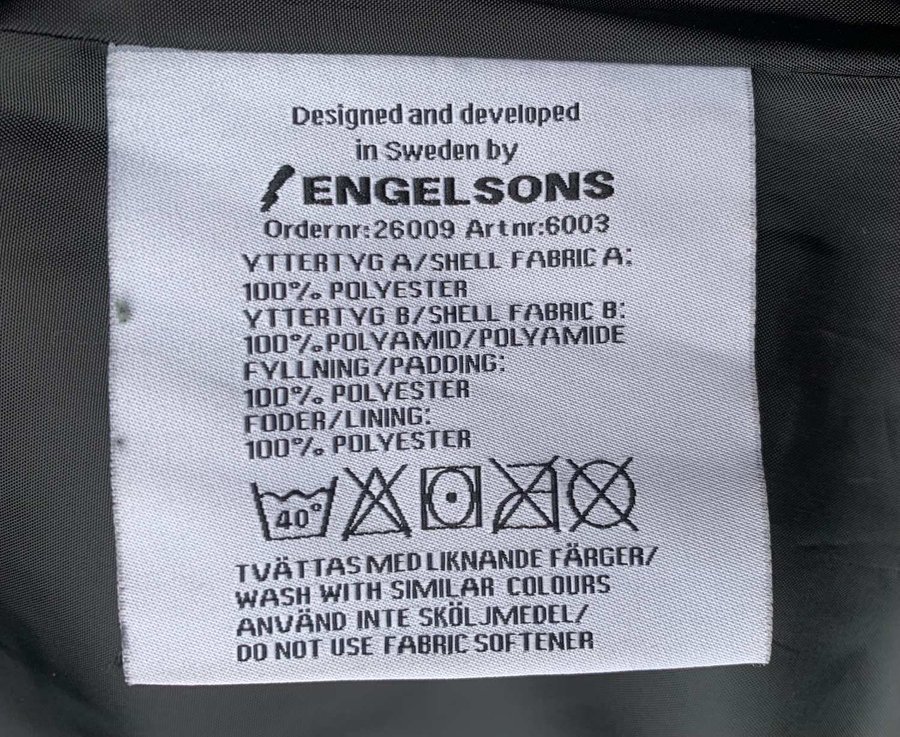 Designed and developed
in Sweden by
ENGELSONS
Ordernr:26009 Artnr:6003
YTTERTYG A/SHELL FABRIC A:
100% POLYESTER
YTTERTYG B/SHELL FABRIC B:
100% POLYAMID/POLYAMIDE
FYLLNING/PADDING:
100% POLYESTER
FODER/LINING:
100% POLYESTER
40°
TVÄTTAS MED LIKNANDE FÄRGER/
WASH WITH SIMILAR COLOURS
ANVÄND INTE SKÖLJMEDEL/
DO NOT USE FABRIC SOFTENER